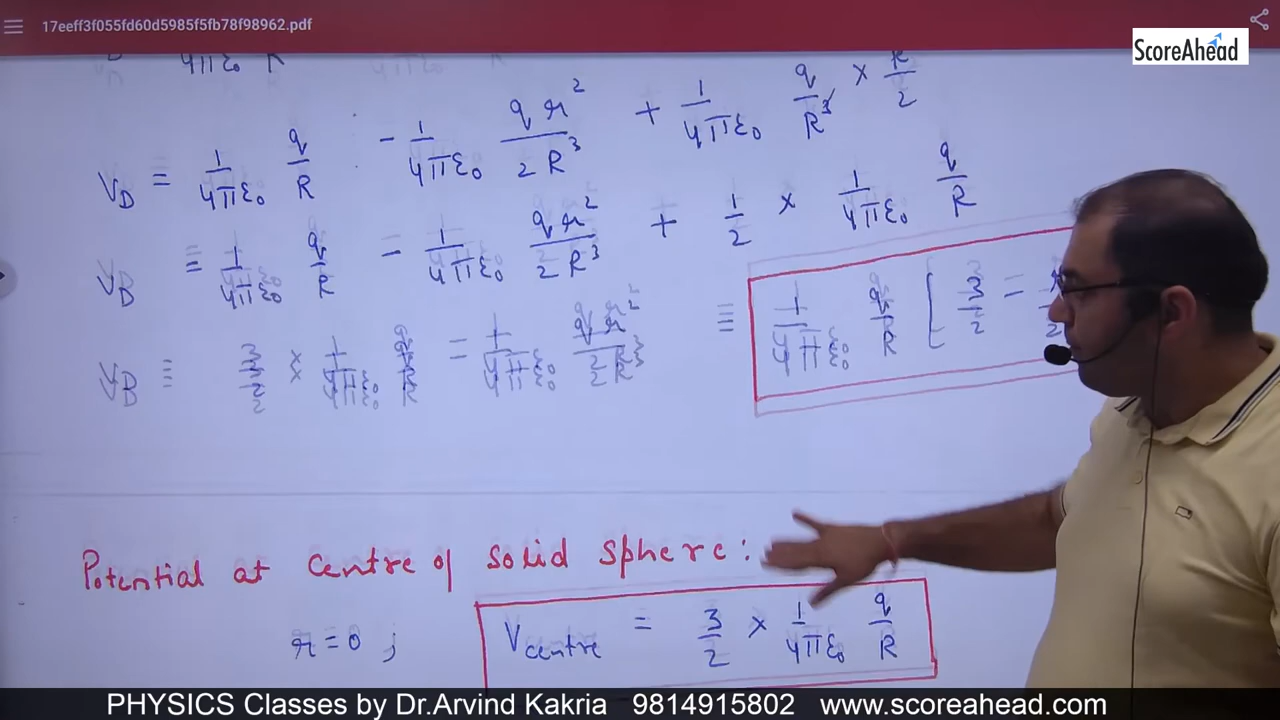 17eeff3f055fd60d5985f5fb78f98962.pdf
ScoreAhead
4πε₀ R
V_D = 1/4πε₀ q/R - 1/4πε₀ qr²/2R³ + 1/4πε₀ q/R³ × R/2
V_D = 1/4πε₀ q/R - 1/4πε₀ qr²/2R³ + 1/2 × 1/4πε₀ q/R
V_D = 3/2 × 1/4πε₀ q/R - 1/4πε₀ qr²/2R³ = 1/4πε₀ q/R [ 3/2 -
Potential at centre of solid sphere:
r=0 ; V_centre = 3/2 × 1/4πε₀ q/R
PHYSICS Classes by Dr.Arvind Kakria 9814915802 www.scoreahead.com